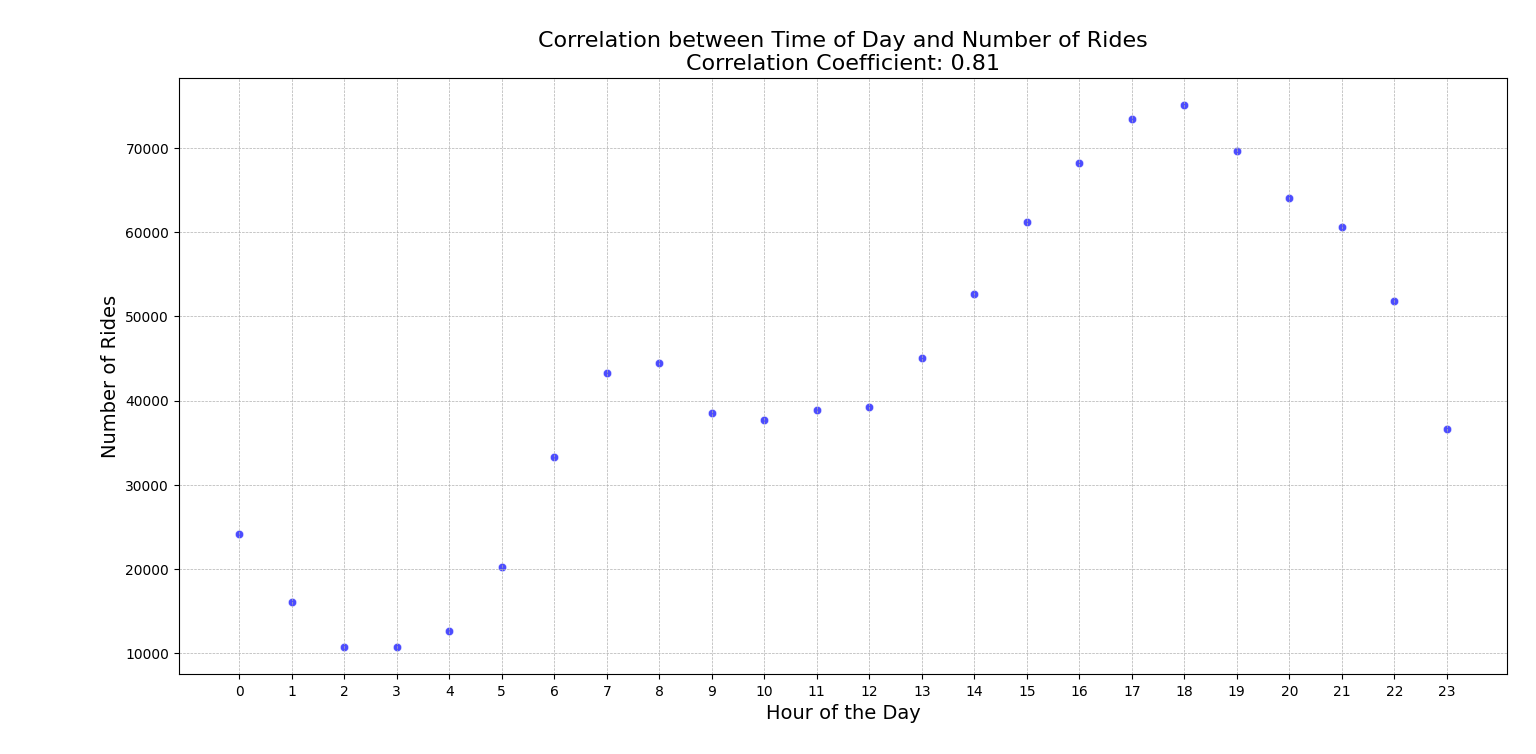 Correlation between Time of Day and Number of Rides
Correlation Coefficient: 0.81
Number of Rides
70000
60000
50000
40000
30000
20000
10000
0 1 2 3 4 5 6 7 8 9 10 11 12 13 14 15 16 17 18 19 20 21 22 23
Hour of the Day